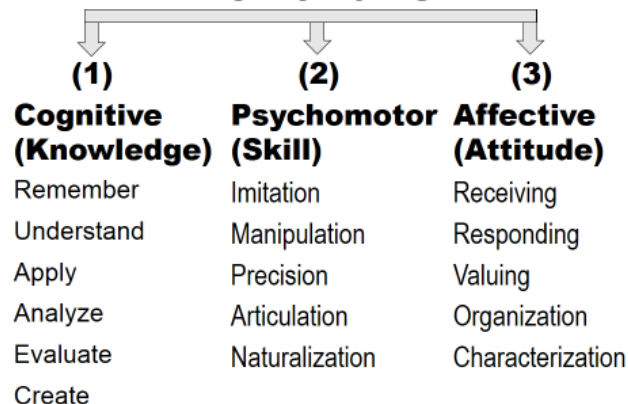 (1)
Cognitive
(Knowledge)
Remember
Understand
Apply
Analyze
Evaluate
Create
(2)
Psychomotor
(Skill)
Imitation
Manipulation
Precision
Articulation
Naturalization
(3)
Affective
(Attitude)
Receiving
Responding
Valuing
Organization
Characterization